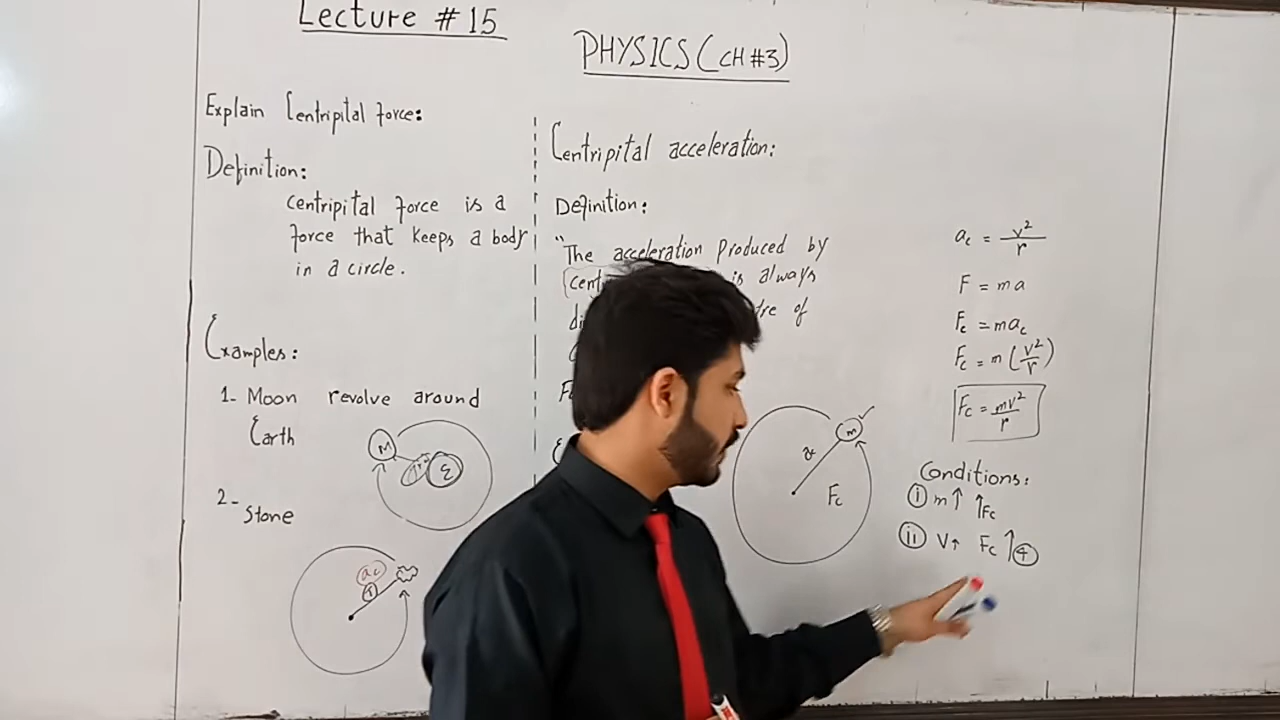 Lecture # 15
PHYSICS (CH #3)
Explain Centripital force:
Definition:
centripital force is a
force that keeps a body
in a circle.
Examples:
1- Moon revolve around
Earth
M
E
2- Stone
ac
T
Centripital acceleration:
Definition:
"The acceleration produced by
is always
of
m
r
Fc
ac = v²/r
F = ma
Fc = mac
Fc = m (v²/r)
Fc = mv²/r
Conditions:
(i) m↑ ↑Fc
(ii) V↑ Fc ↑ 4